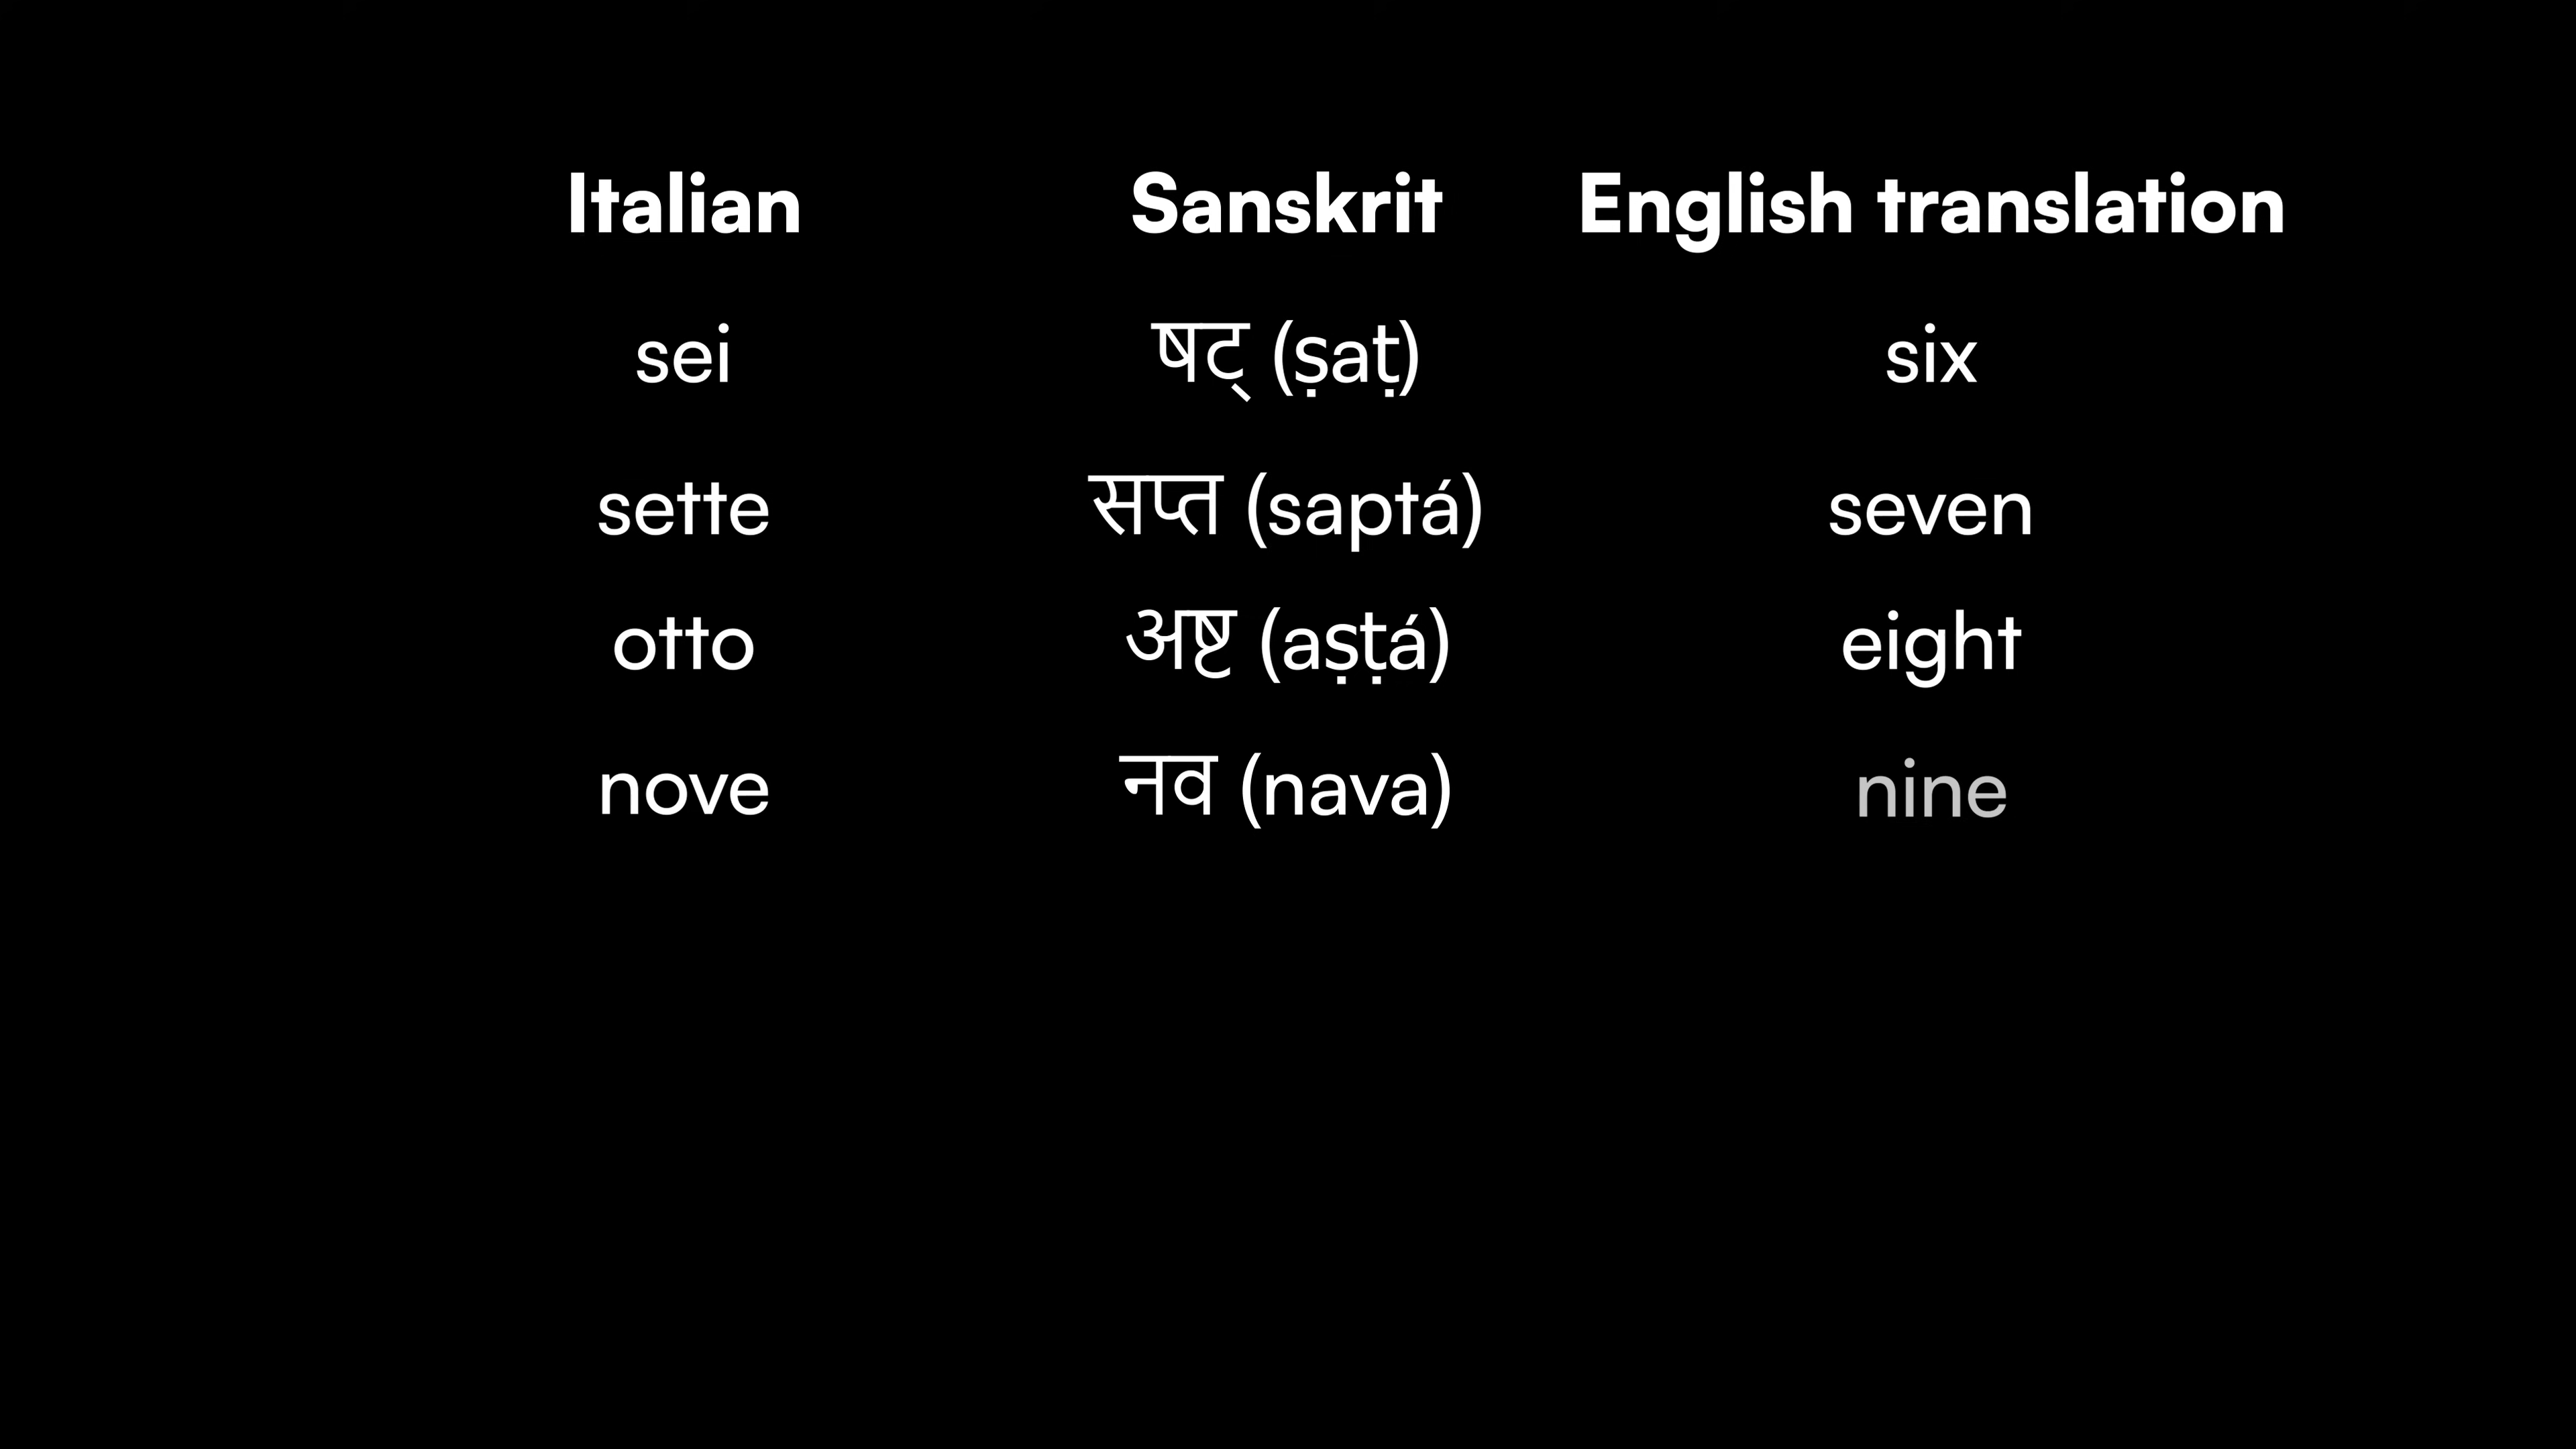 Italian Sanskrit English translation
sei षट् (ṣaṭ) six
sette सप्त (saptá) seven
otto अष्ट (aṣṭá) eight
nove नव (nava) nine